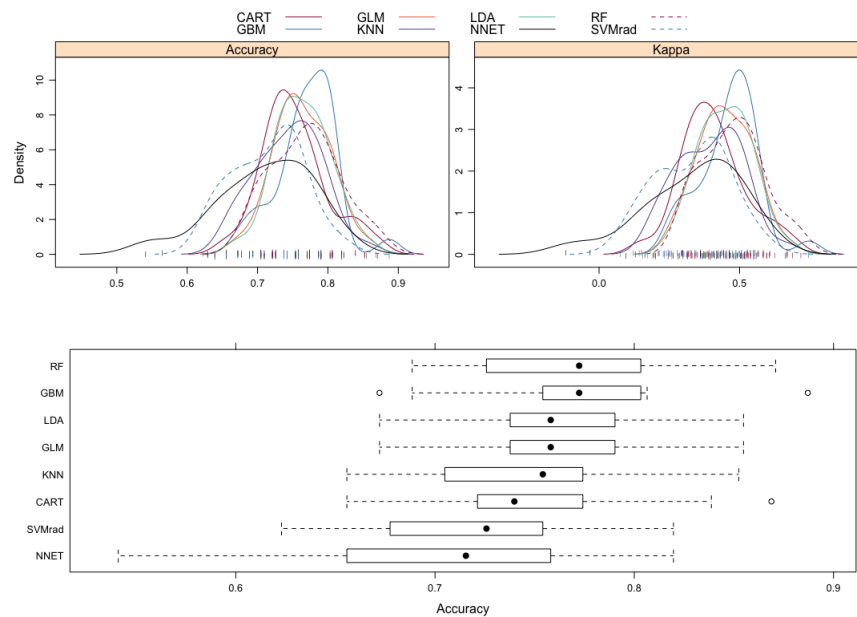 CART GLM LDA RF
GBM KNN NNET SVMrad
Accuracy Kappa
Density
0 2 4 6 8 10
0.5 0.6 0.7 0.8 0.9
0 1 2 3 4
0.0 0.5
RF
GBM
LDA
GLM
KNN
CART
SVMrad
NNET
0.6 0.7 0.8 0.9
Accuracy